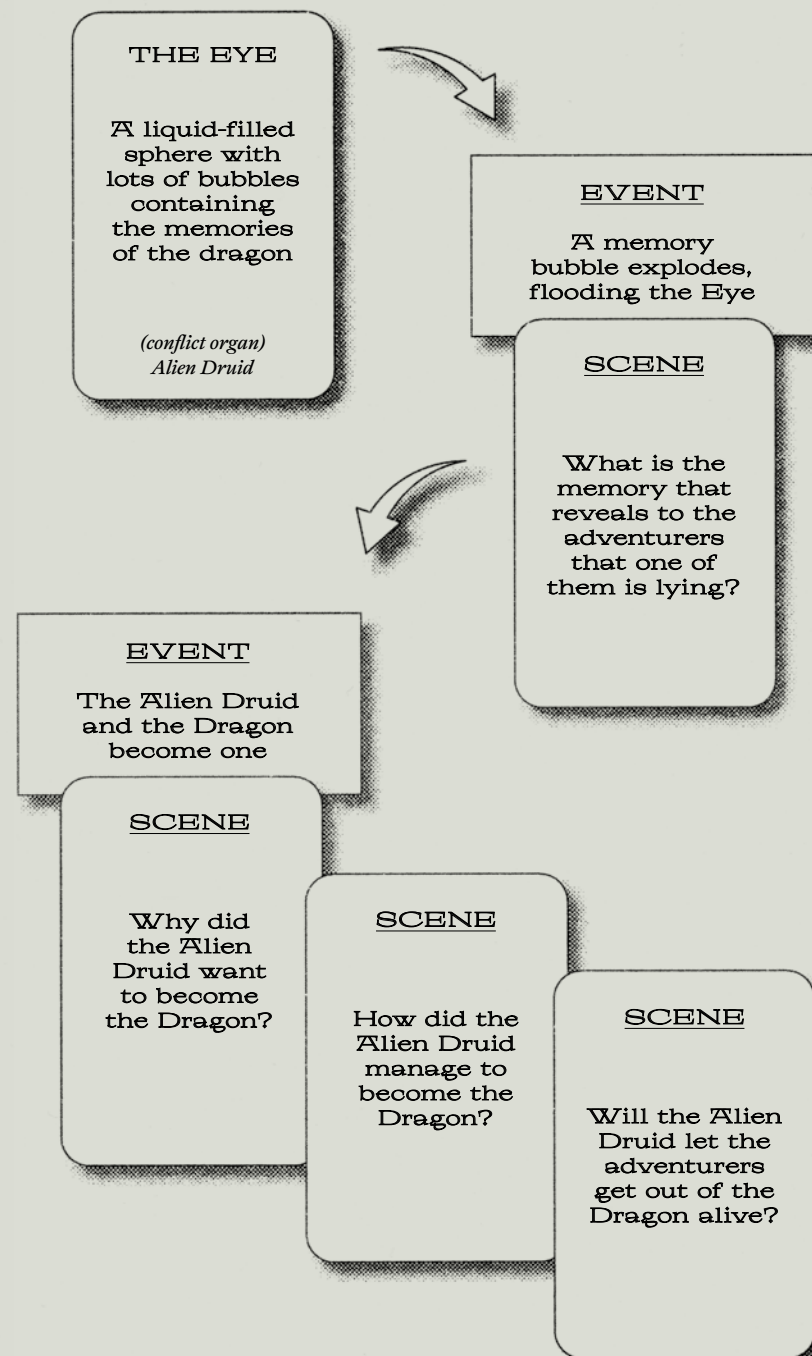 THE EYE
A liquid-filled
sphere with
lots of bubbles
containing
the memories
of the dragon
(conflict organ)
Alien Druid
EVENT
A memory
bubble explodes,
flooding the Eye
SCENE
What is the
memory that
reveals to the
adventurers
that one of
them is lying?
EVENT
The Alien Druid
and the Dragon
become one
SCENE
Why did
the Alien
Druid want
to become
the Dragon?
SCENE
How did the
Alien Druid
manage to
become the
Dragon?
SCENE
Will the Alien
Druid let the
adventurers
get out of the
Dragon alive?